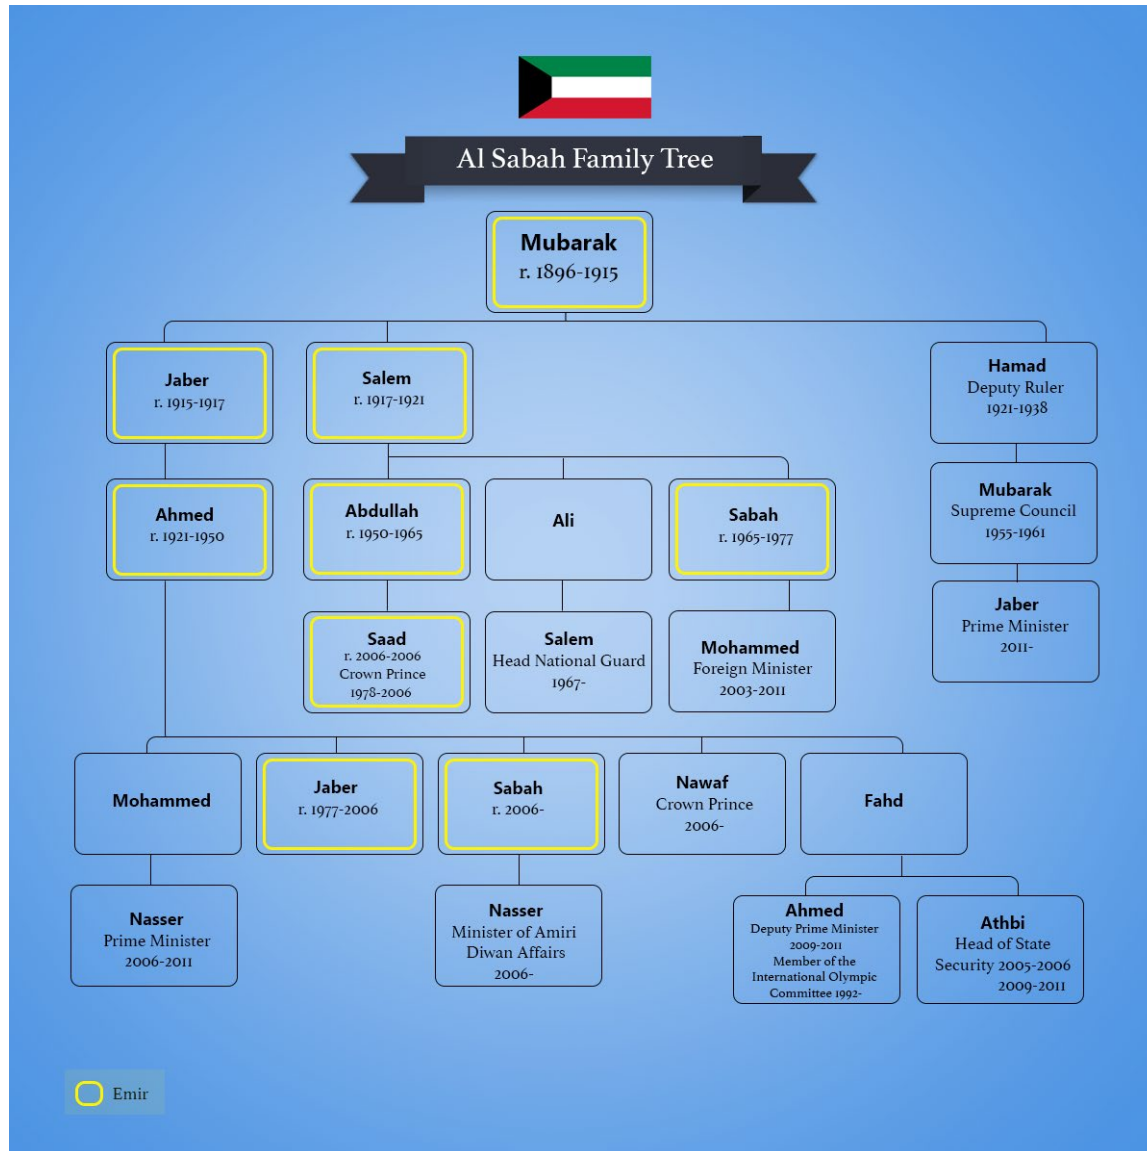 Al Sabah Family Tree
Mubarak
r. 1896-1915
Jaber
r. 1915-1917
Salem
r. 1917-1921
Hamad
Deputy Ruler
1921-1938
Ahmed
r. 1921-1950
Abdullah
r. 1950-1965
Ali
Sabah
r. 1965-1977
Mubarak
Supreme Council
1955-1961
Saad
r. 2006-2006
Crown Prince
1978-2006
Salem
Head National Guard
1967-
Mohammed
Foreign Minister
2003-2011
Jaber
Prime Minister
2011-
Mohammed
Jaber
r. 1977-2006
Sabah
r. 2006-
Nawaf
Crown Prince
2006-
Fahd
Nasser
Prime Minister
2006-2011
Nasser
Minister of Amiri
Diwan Affairs
2006-
Ahmed
Deputy Prime Minister
2009-2011
Member of the
International Olympic
Committee 1992-
Athbi
Head of State
Security 2005-2006
2009-2011
Emir